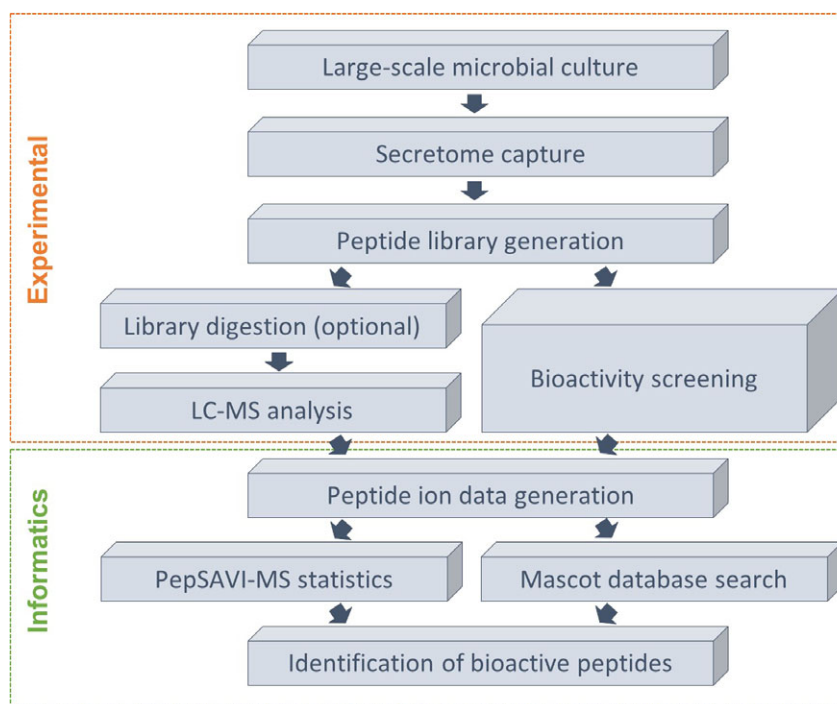 Experimental
Large-scale microbial culture
Secretome capture
Peptide library generation
Library digestion (optional)
LC-MS analysis
Bioactivity screening
Informatics
Peptide ion data generation
PepSAVI-MS statistics
Mascot database search
Identification of bioactive peptides